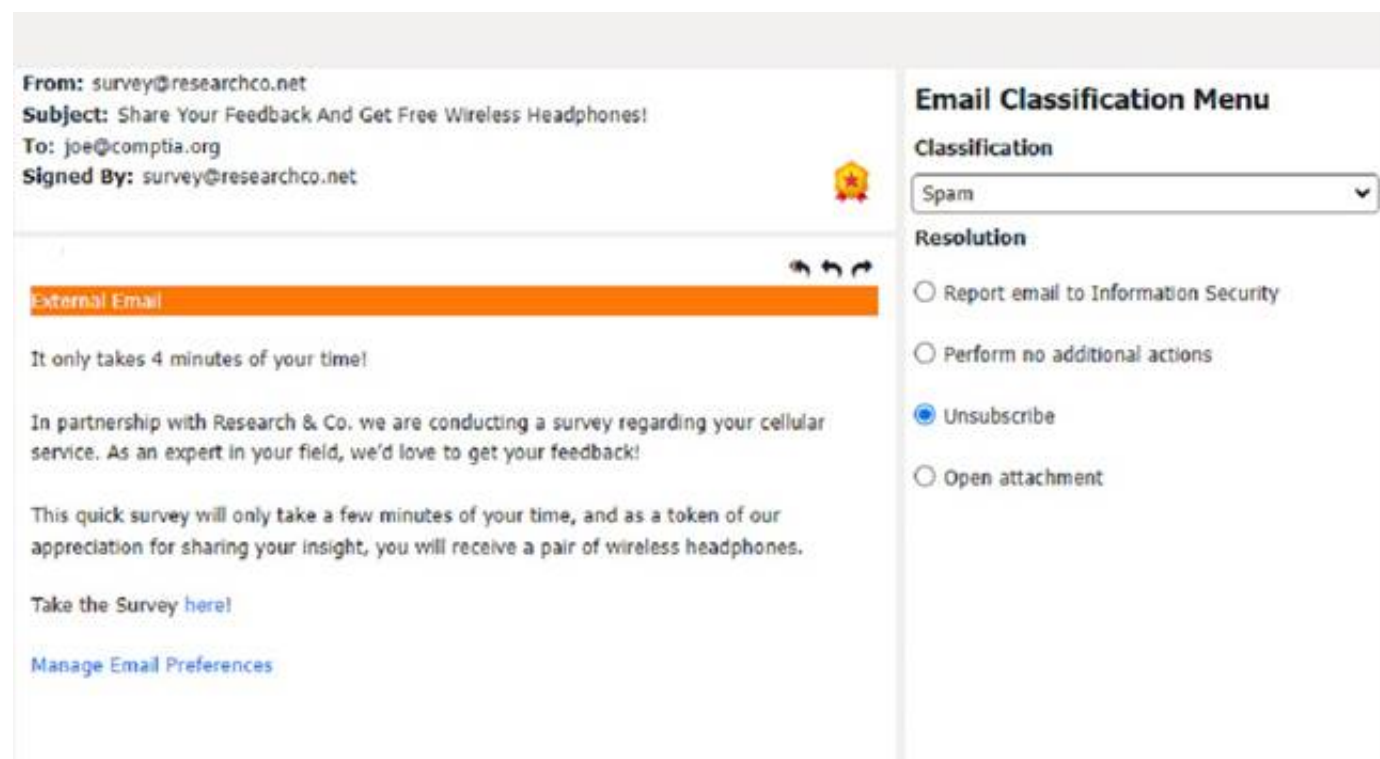 From: survey@researchco.net
Subject: Share Your Feedback And Get Free Wireless Headphones!
To: joe@comptia.org
Signed By: survey@researchco.net
External Email
It only takes 4 minutes of your time!
In partnership with Research & Co. we are conducting a survey regarding your cellular
service. As an expert in your field, we'd love to get your feedback!
This quick survey will only take a few minutes of your time, and as a token of our
appreciation for sharing your insight, you will receive a pair of wireless headphones.
Take the Survey here!
Manage Email Preferences
Email Classification Menu
Classification
Spam
Resolution
Report email to Information Security
Perform no additional actions
Unsubscribe
Open attachment